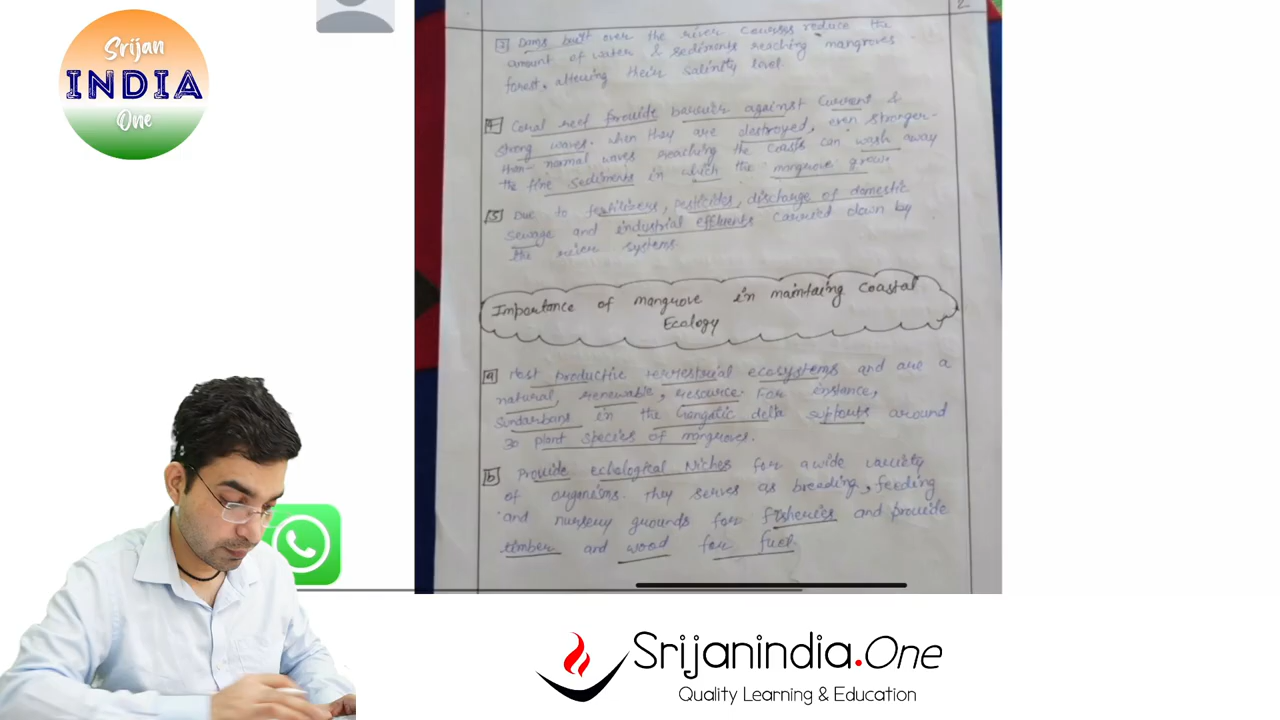 Srijan
INDIA
One
2
3 Dams built over the river courses reduce the
amount of water & sediments reaching mangroves
forest, altering their salinity level.
4 Coral reef provide barrier against current &
strong waves. when they are destroyed, even stronger-
than- normal waves reaching the coasts can wash away
the fine sediments in which the mangrove grow.
5 Due to fertilizers, pesticides, discharge of domestic
sewage and industrial effluents carried down by
the river systems.
Importance of mangrove in maintaing Coastal
Ecology
a Most productive terrestrial ecosystems and are a
natural, renewable, resource. For instance,
Sundarbans in the Gangatic delta supports around
30 plant species of mangroves.
b Provide echological Niches for a wide variety
of organisms. They serves as breeding, feeding
and nursery grounds for fisheries and provide
timber and wood for fuel.
Srijanindia.One
Quality Learning & Education